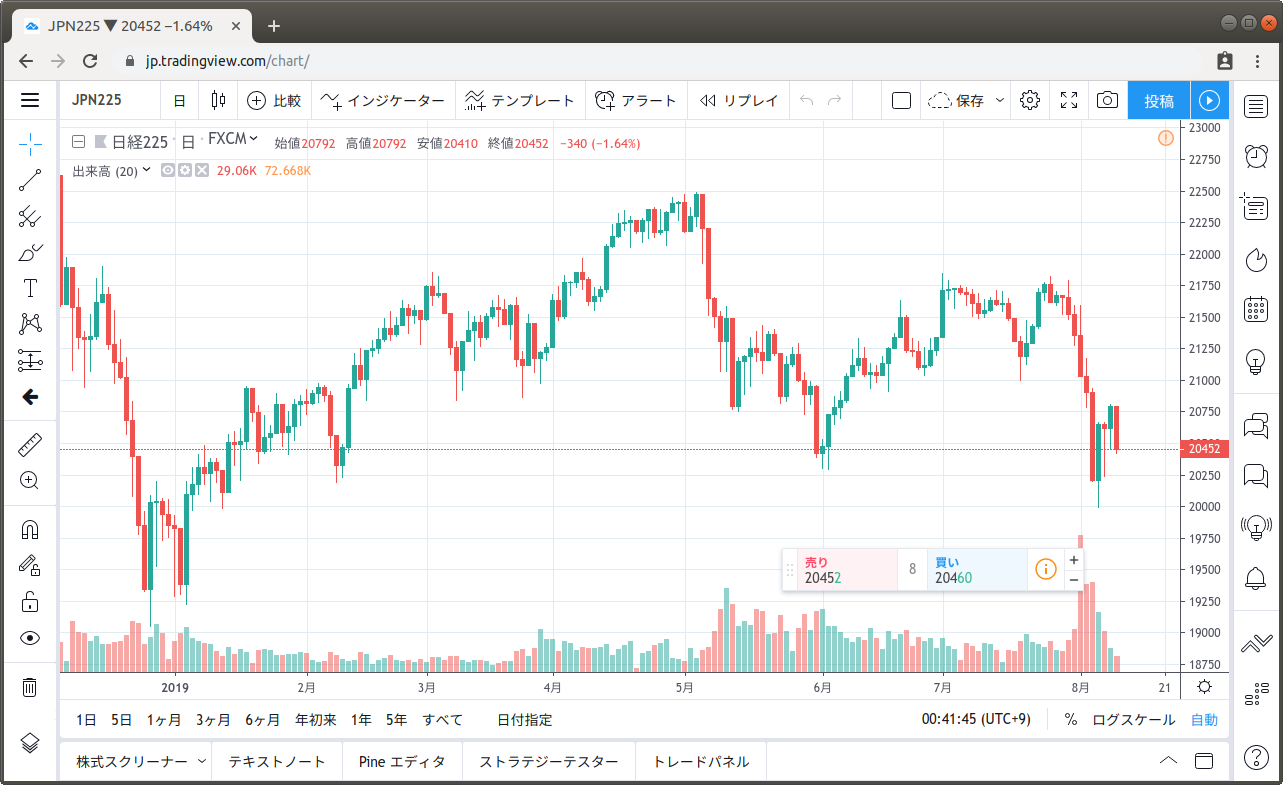 JPN225 ▼ 20452 −1.64%
jp.tradingview.com/chart/
JPN225 日 比較 インジケーター テンプレート アラート リプレイ 保存 投稿
日経225 · 日 · FXCM 始値20792 高値20792 安値20410 終値20452 −340 (−1.64%)
出来高 (20) 29.06K 72.668K
23000
22750
22500
22250
22000
21750
21500
21250
21000
20750
20452
20250
20000
19750
19500
19250
19000
18750
売り 20452
8
買い 20460
+
−
2019 2月 3月 4月 5月 6月 7月 8月 21
1日 5日 1ヶ月 3ヶ月 6ヶ月 年初来 1年 5年 すべて 日付指定 00:41:45 (UTC+9) % ログスケール 自動
株式スクリーナー テキストノート Pine エディタ ストラテジーテスター トレードパネル